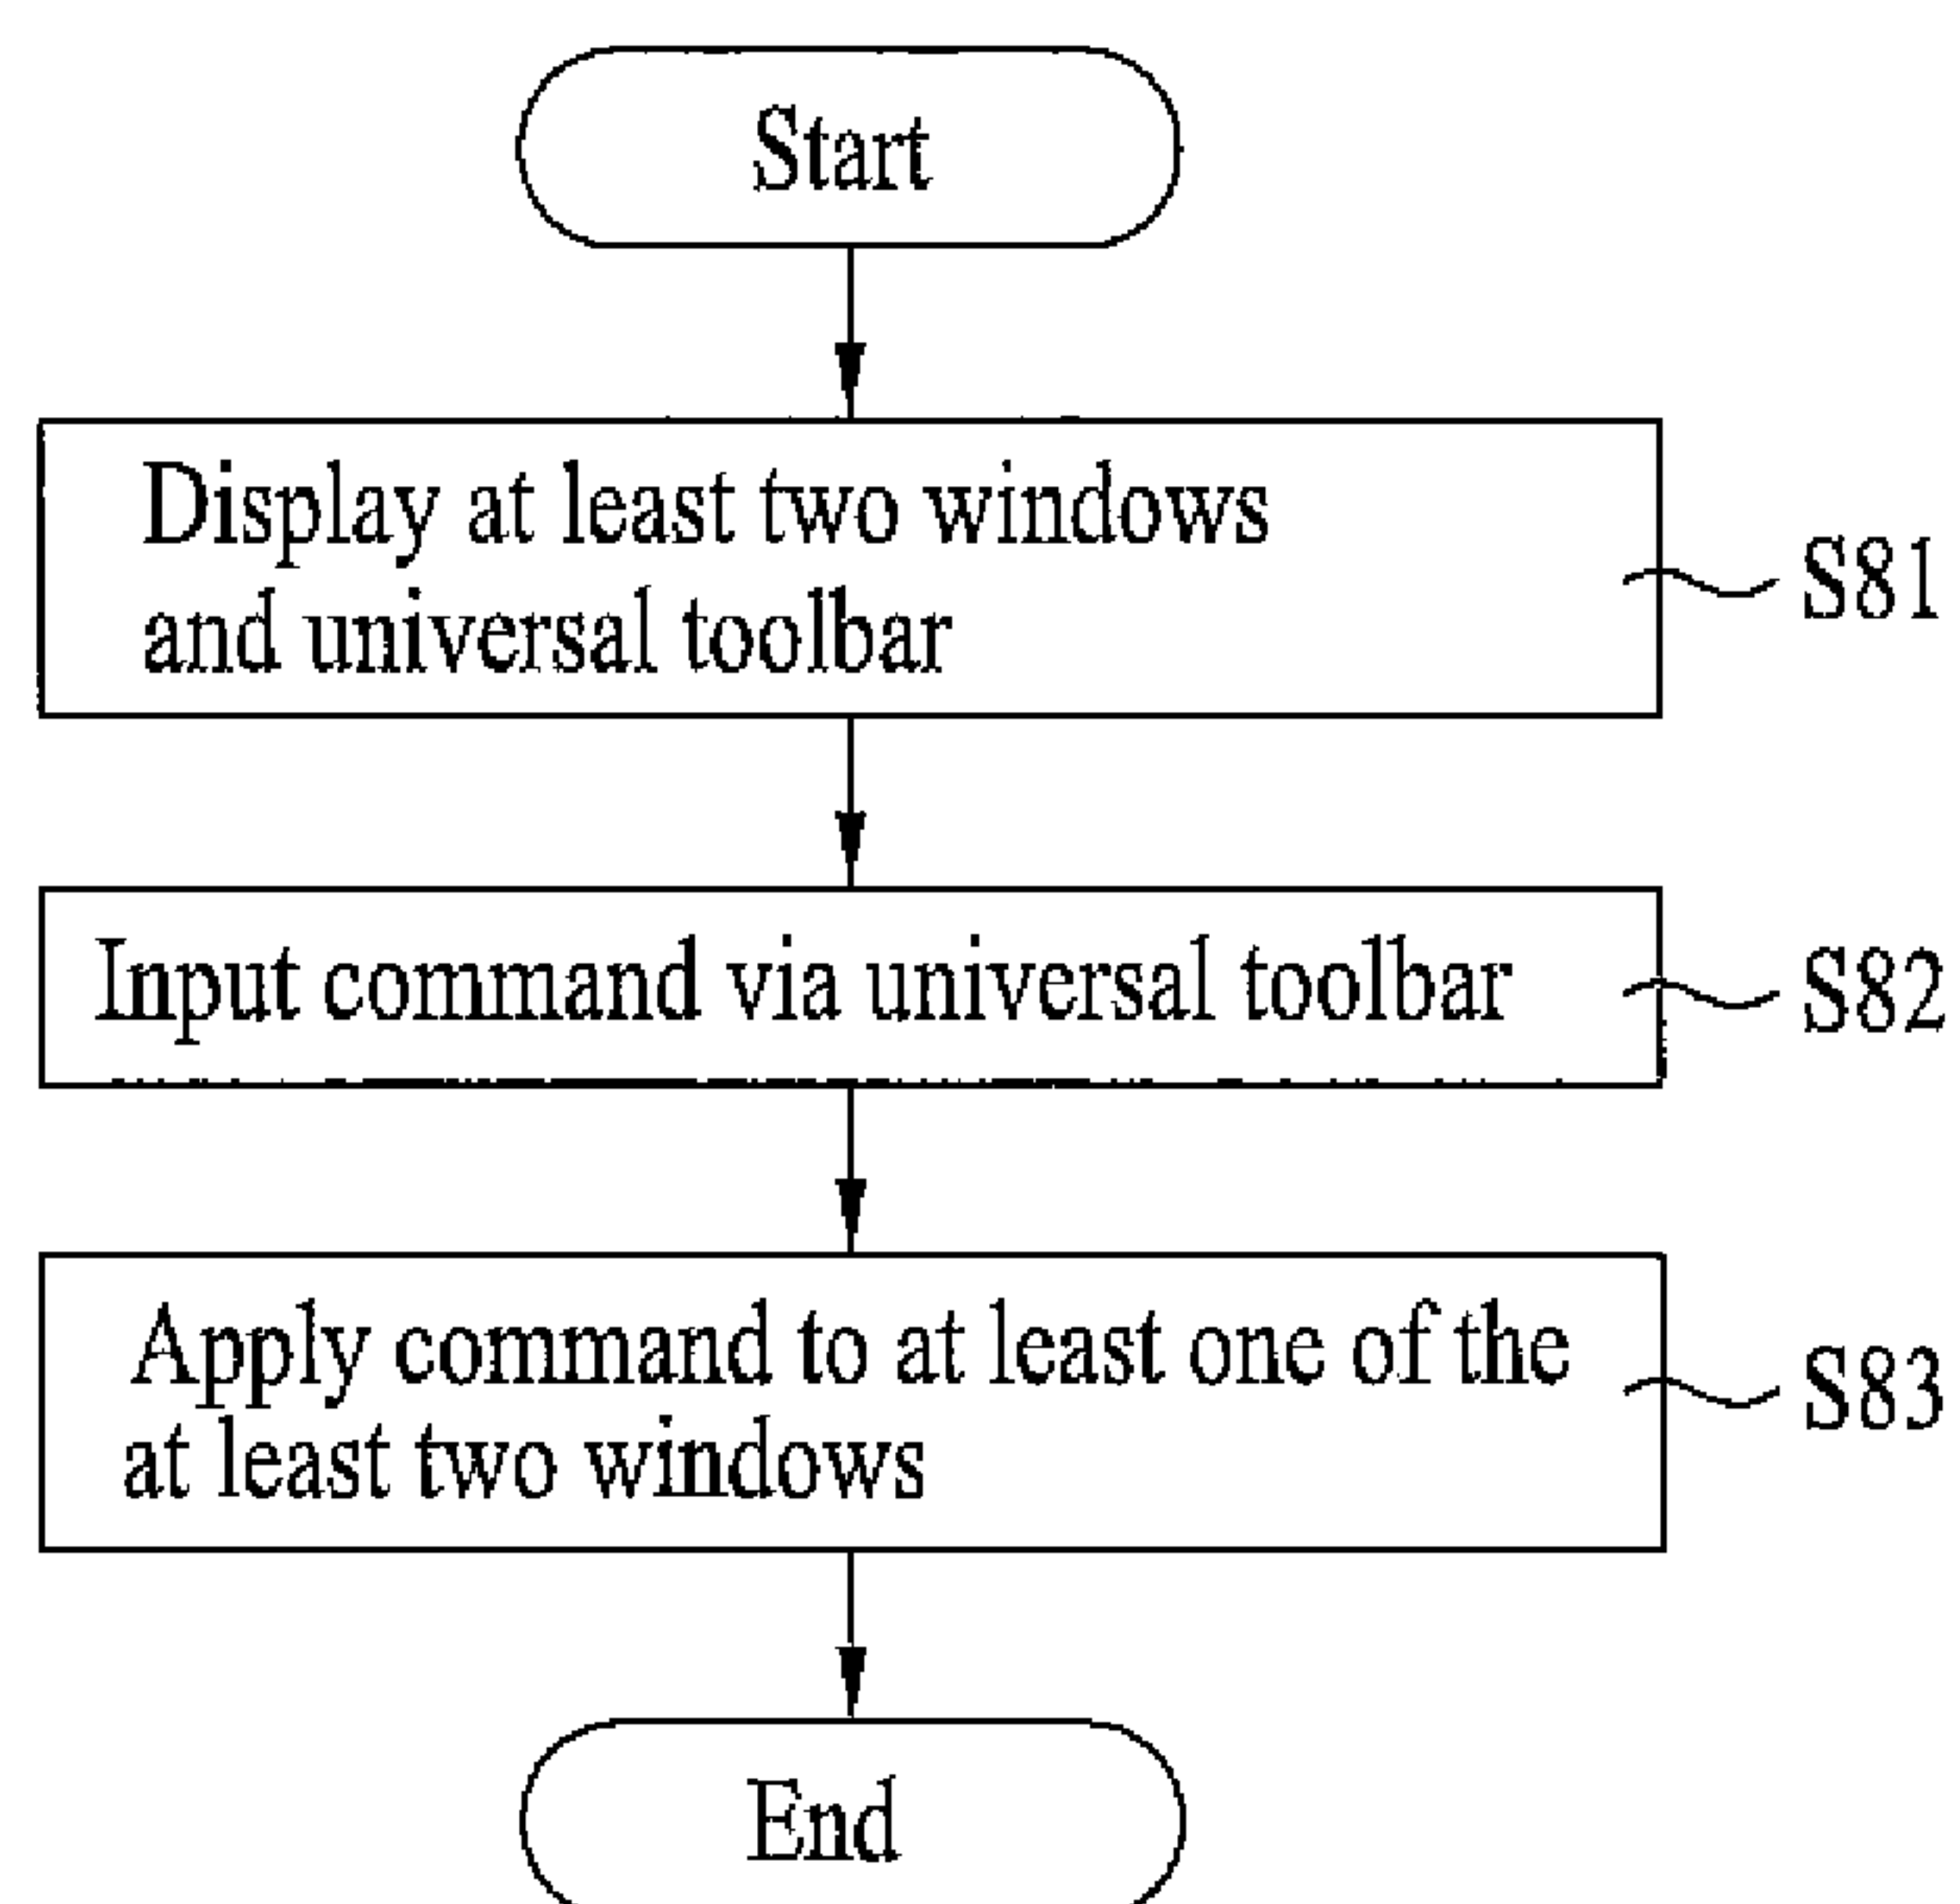 Start
Display at least two windows
and universal toolbar
S81
Input command via universal toolbar
S82
Apply command to at least one of the
at least two windows
S83
End